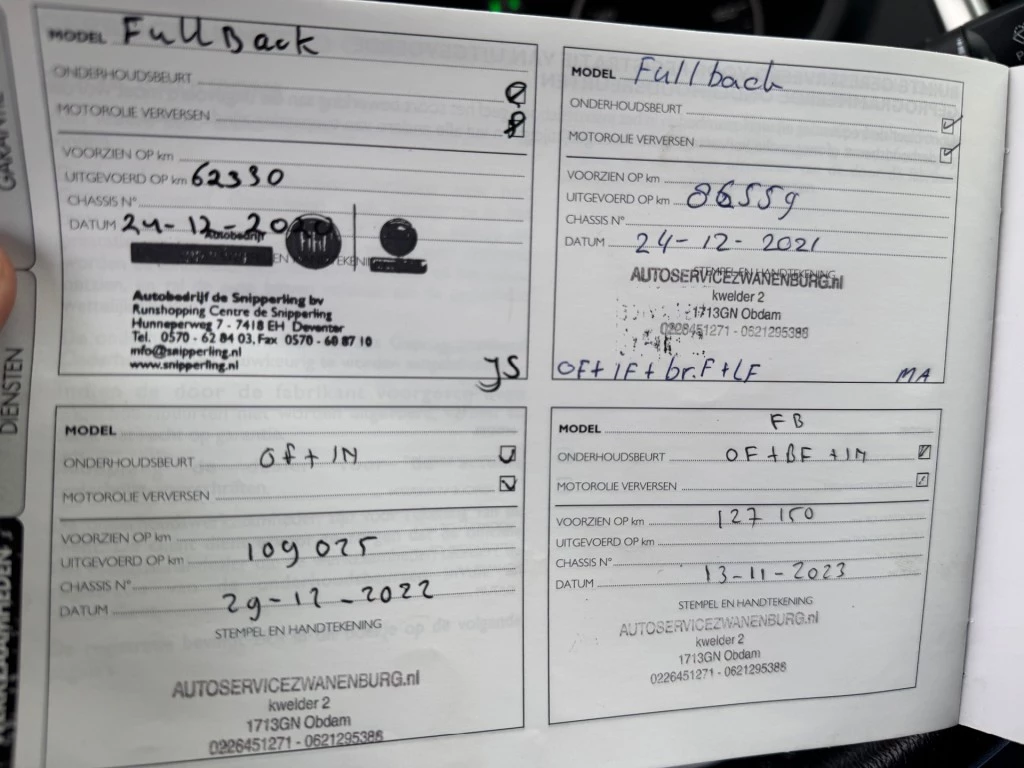 MODEL Fullback
ONDERHOUDSBEURT
MOTOROLIE VERVERSEN
VOORZIEN OP km
UITGEVOERD OP km 62330
CHASSIS N°
DATUM 24-12-2020
Autobedrijf
Autobedrijf de Snipperling bv
Runshopping Centre de Snipperling
Hunneperweg 7 - 7418 EH Deventer
Tel. 0570 - 62 84 03, Fax 0570 - 60 87 10
info@snipperling.nl
www.snipperling.nl
JS
MODEL Fullback
ONDERHOUDSBEURT
MOTOROLIE VERVERSEN
VOORZIEN OP km
UITGEVOERD OP km 86559
CHASSIS N°
DATUM 24-12-2021
STEMPEL EN HANDTEKENING
AUTOSERVICEZWANENBURG.nl
kwelder 2
1713GN Obdam
0226451271 - 0621295388
OF+IF+br.F+LF MA
MODEL
ONDERHOUDSBEURT OF+IN
MOTOROLIE VERVERSEN
VOORZIEN OP km
UITGEVOERD OP km 109 025
CHASSIS N°
DATUM 29-12-2022
STEMPEL EN HANDTEKENING
AUTOSERVICEZWANENBURG.nl
kwelder 2
1713GN Obdam
0226451271 - 0621295388
MODEL FB
ONDERHOUDSBEURT OF+BF+IN
MOTOROLIE VERVERSEN
VOORZIEN OP km 127 150
UITGEVOERD OP km
CHASSIS N°
DATUM 13-11-2023
STEMPEL EN HANDTEKENING
AUTOSERVICEZWANENBURG.nl
kwelder 2
1713GN Obdam
0226451271 - 0621295388
GARANTIE
DIENSTEN